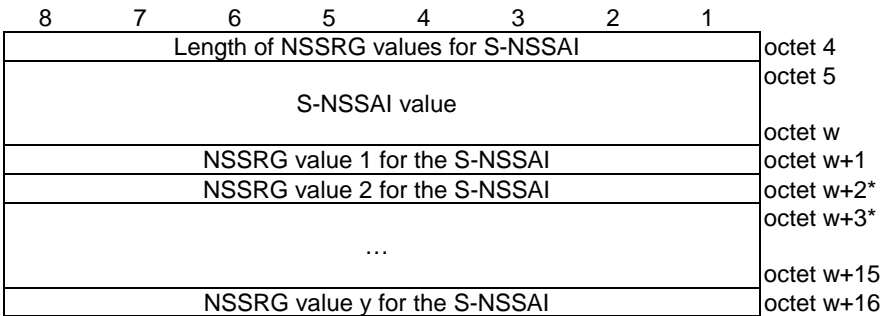 8 7 6 5 4 3 2 1
Length of NSSRG values for S-NSSAI octet 4
octet 5
S-NSSAI value
octet w
NSSRG value 1 for the S-NSSAI octet w+1
NSSRG value 2 for the S-NSSAI octet w+2*
octet w+3*
…
octet w+15
NSSRG value y for the S-NSSAI octet w+16